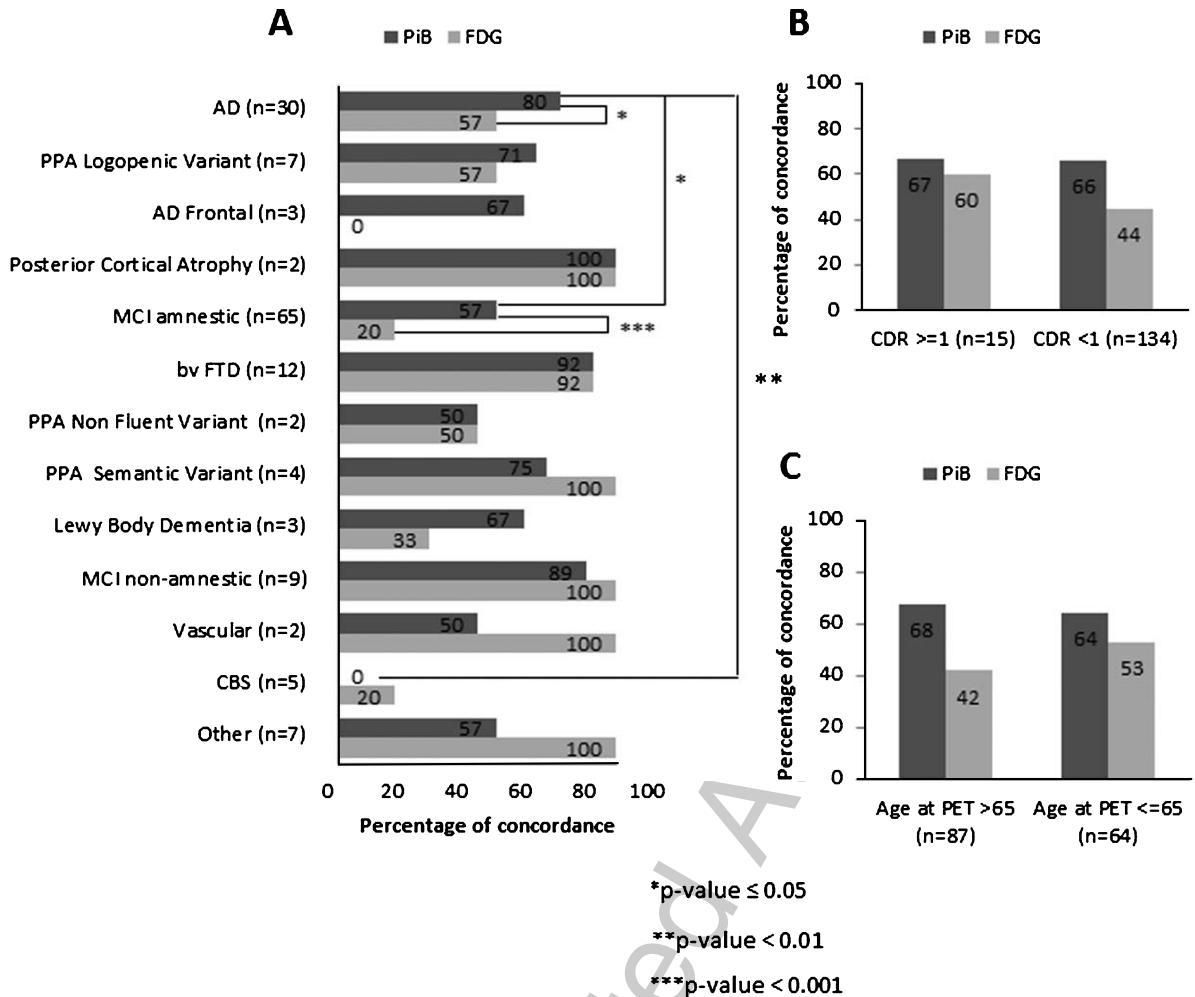 A
PiB FDG
AD (n=30)
80
57
*
PPA Logopenic Variant (n=7)
71
57
*
AD Frontal (n=3)
67
0
Posterior Cortical Atrophy (n=2)
100
100
MCI amnestic (n=65)
57
20
***
bv FTD (n=12)
92
92
**
PPA Non Fluent Variant (n=2)
50
50
PPA Semantic Variant (n=4)
75
100
Lewy Body Dementia (n=3)
67
33
MCI non-amnestic (n=9)
89
100
Vascular (n=2)
50
100
CBS (n=5)
0
20
Other (n=7)
57
100
0 20 40 60 80 100
Percentage of concordance
B
PiB FDG
Percentage of concordance
100
80
60
40
20
0
67
60
66
44
CDR >=1 (n=15) CDR <1 (n=134)
C
PiB FDG
Percentage of concordance
100
80
60
40
20
0
68
42
64
53
Age at PET >65 Age at PET <=65
(n=87) (n=64)
*p-value ≤ 0.05
**p-value < 0.01
***p-value < 0.001
ted A